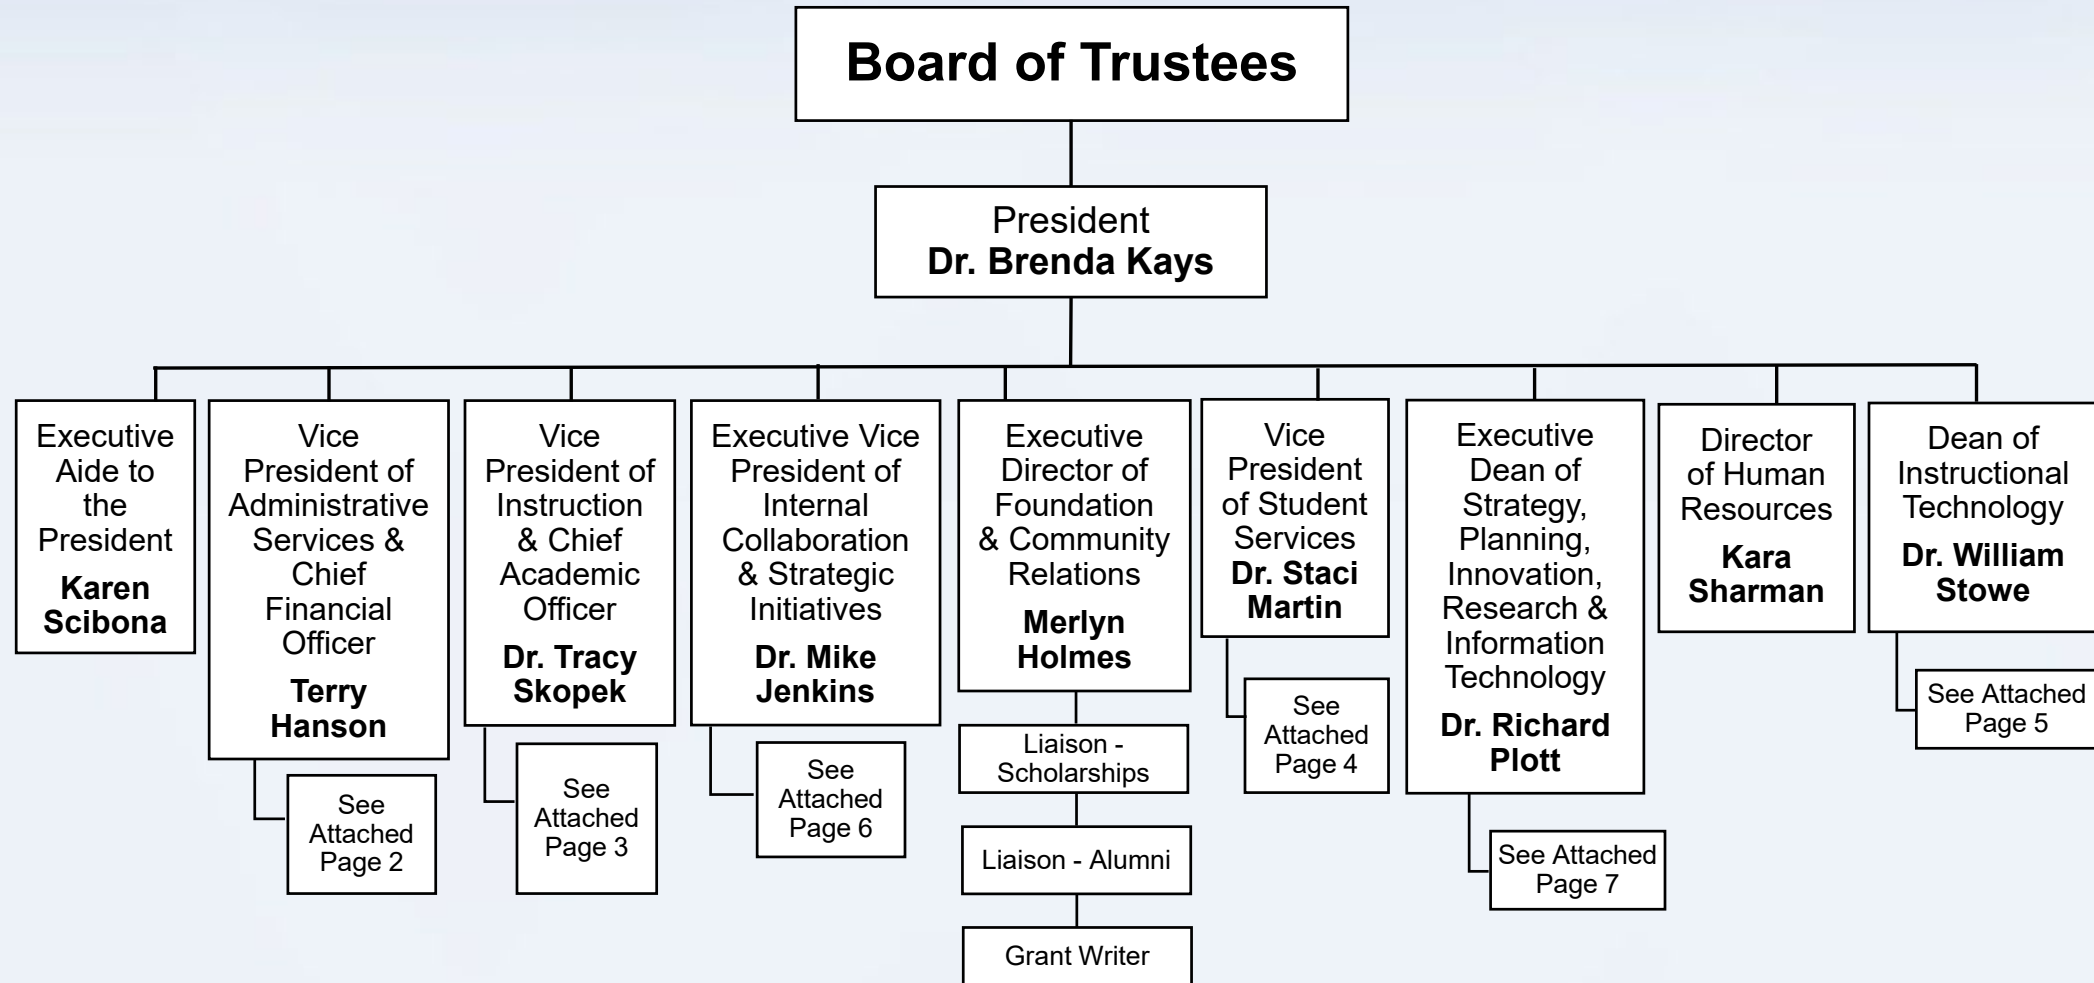 Board of Trustees
President
Dr. Brenda Kays
Executive
Aide to
the
President
Karen
Scibona
Vice
President of
Administrative
Services &
Chief
Financial
Officer
Terry
Hanson
See
Attached
Page 2
Vice
President of
Instruction
& Chief
Academic
Officer
Dr. Tracy
Skopek
See
Attached
Page 3
Executive Vice
President of
Internal
Collaboration
& Strategic
Initiatives
Dr. Mike
Jenkins
See
Attached
Page 6
Executive
Director of
Foundation
& Community
Relations
Merlyn
Holmes
Liaison -
Scholarships
Liaison - Alumni
Grant Writer
Vice
President
of Student
Services
Dr. Staci
Martin
See
Attached
Page 4
Executive
Dean of
Strategy,
Planning,
Innovation,
Research &
Information
Technology
Dr. Richard
Plott
See Attached
Page 7
Director
of Human
Resources
Kara
Sharman
Dean of
Instructional
Technology
Dr. William
Stowe
See Attached
Page 5